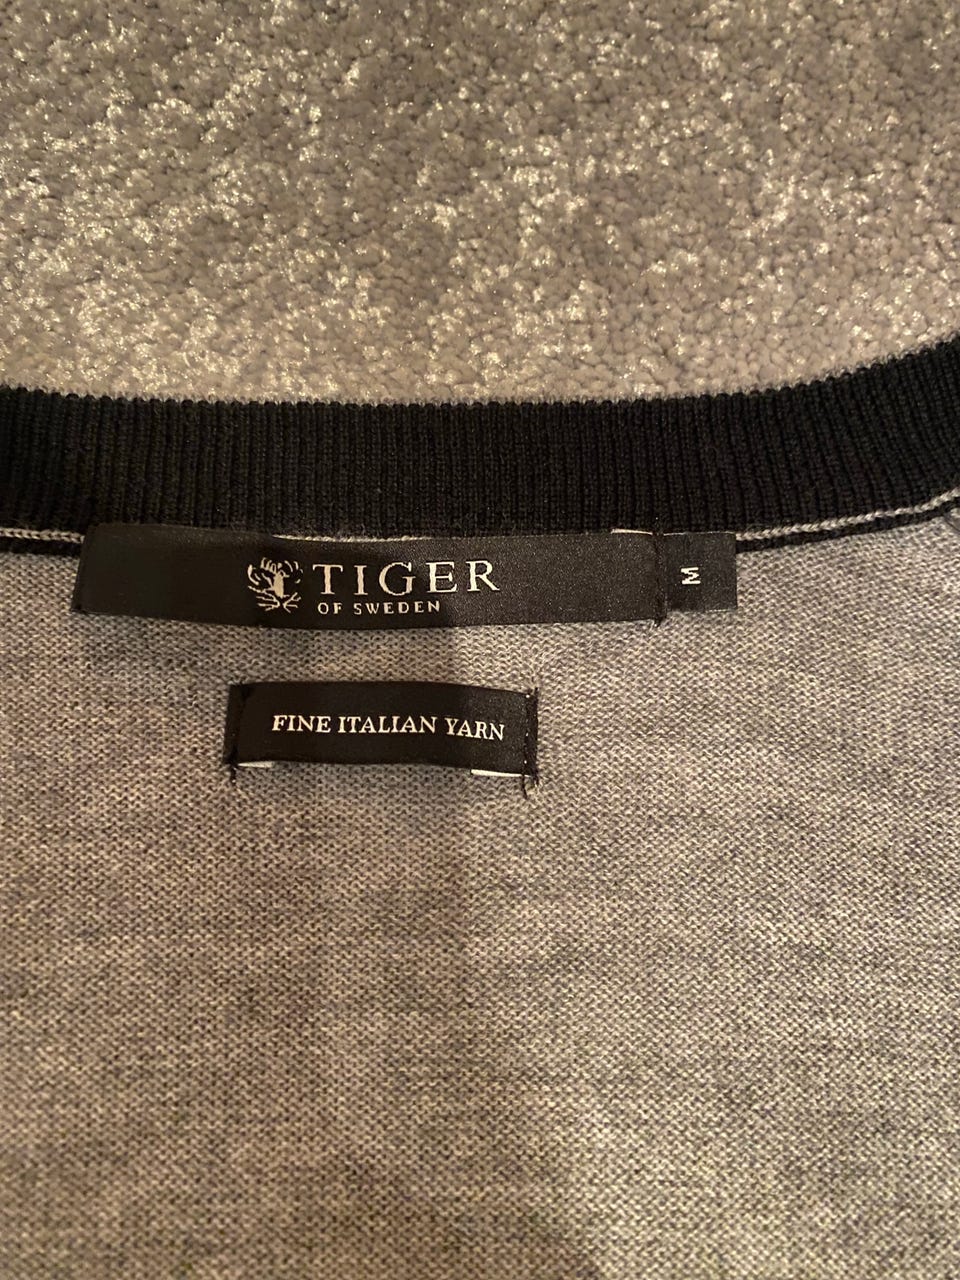 TIGER
OF SWEDEN
M
FINE ITALIAN YARN